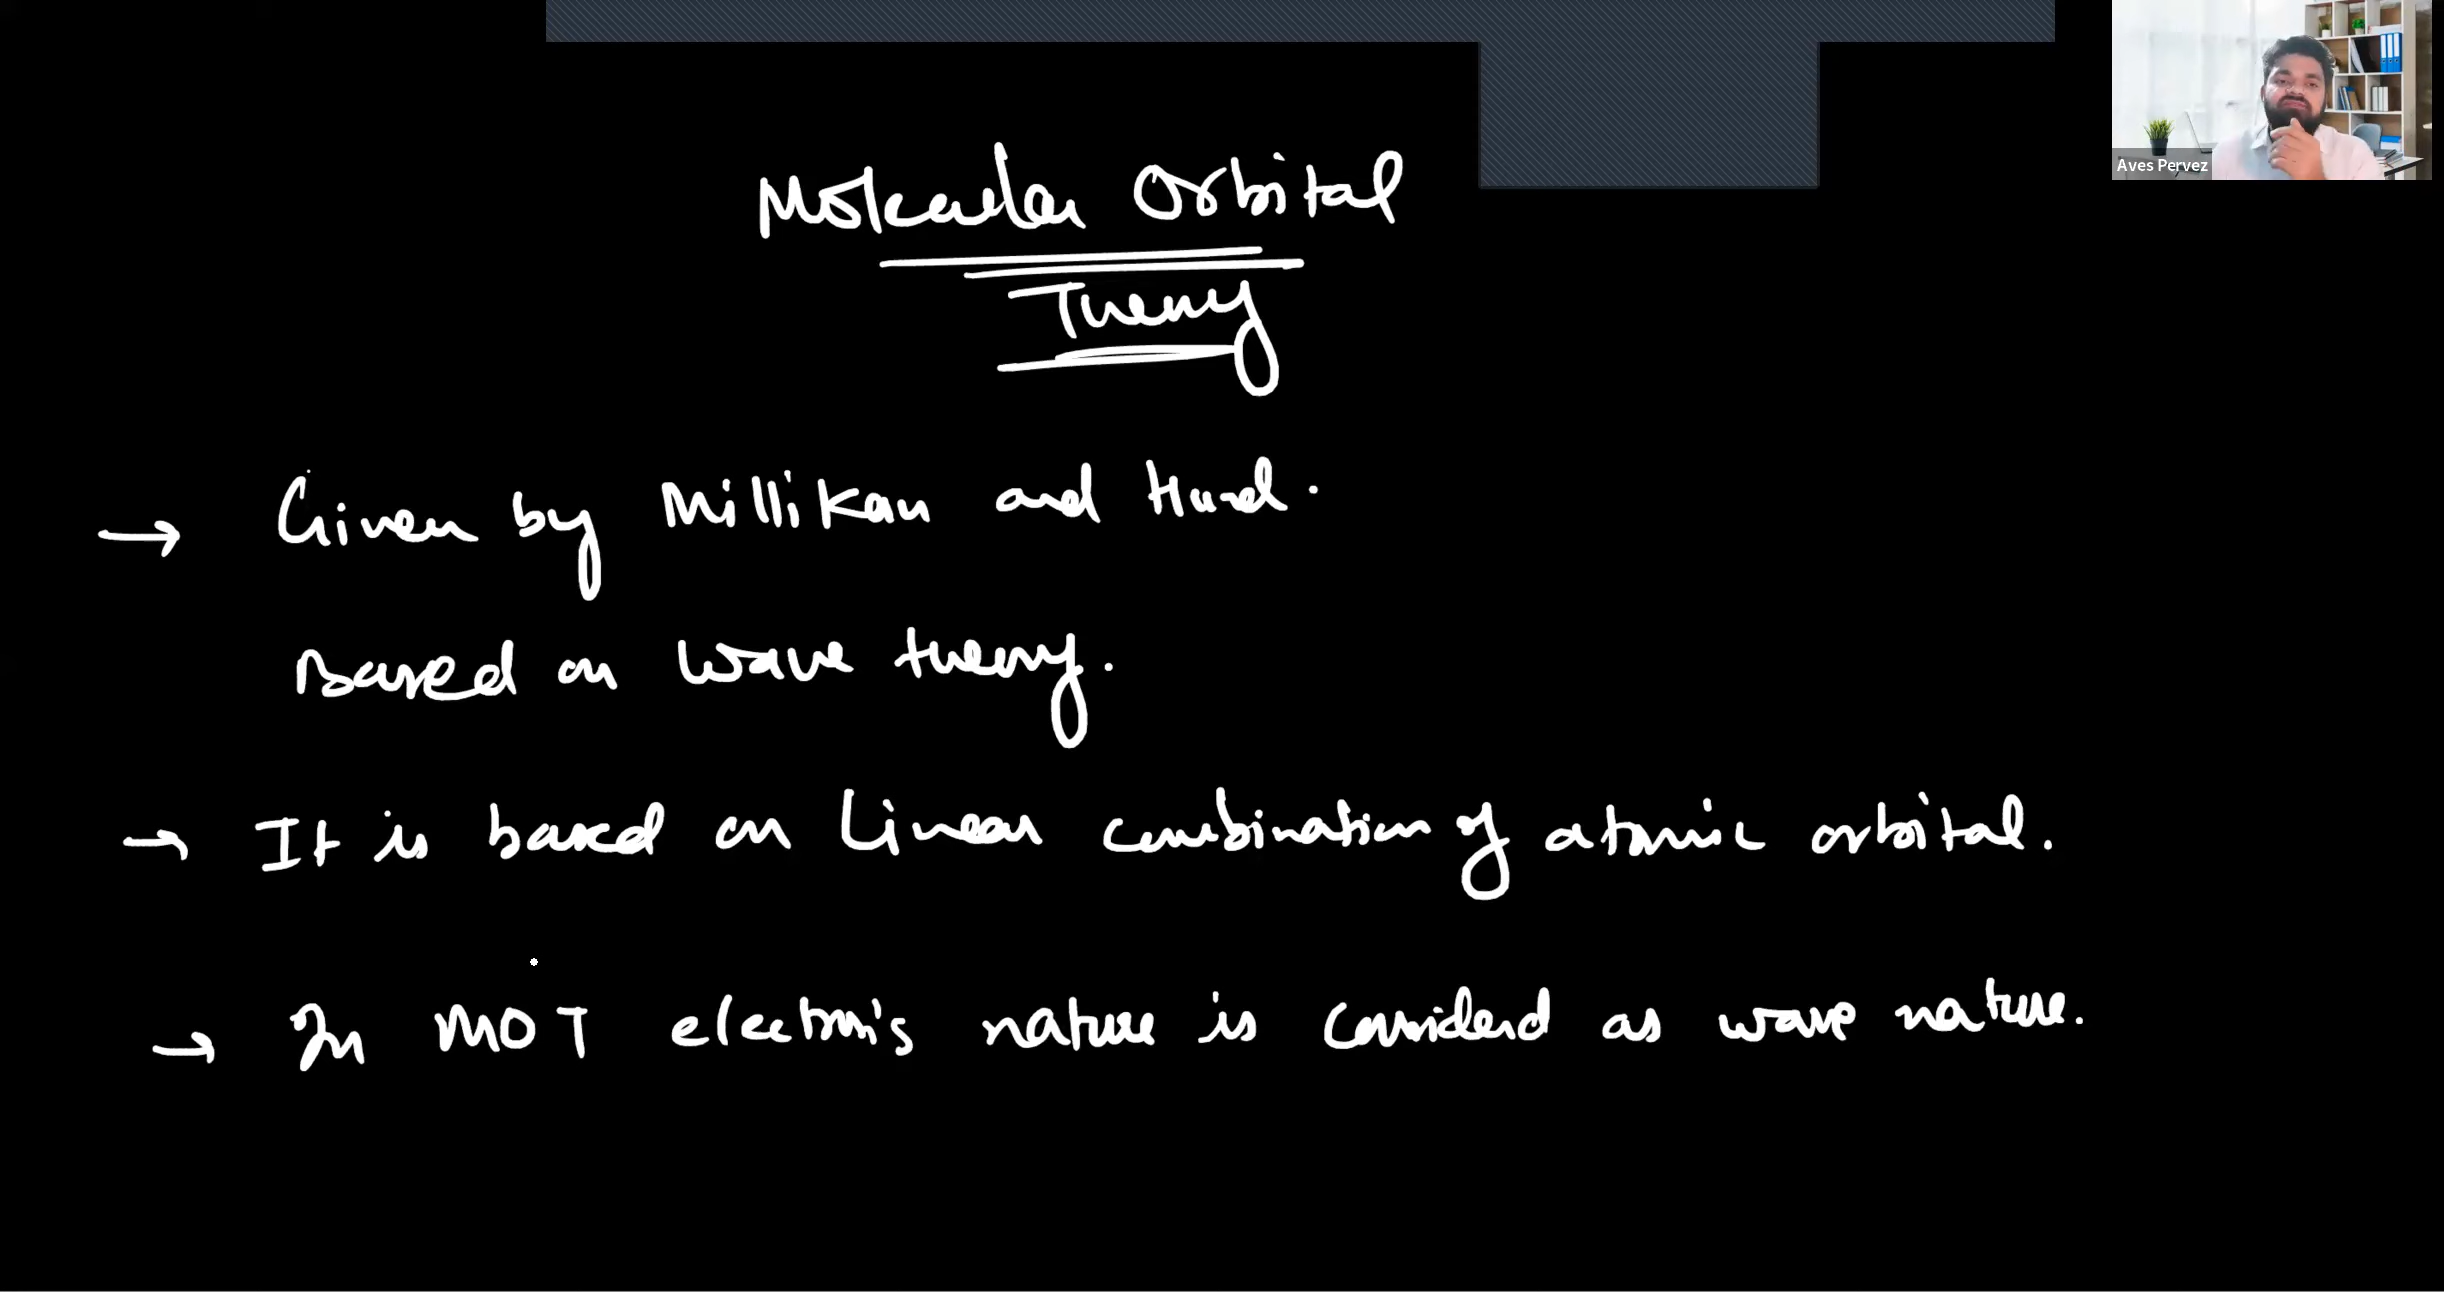 Aves Pervez
Molecular Orbital
Theory
→ Given by Millikan and Hund.
Based on wave theory.
→ It is based on Linear combination of atomic orbital.
→ In MOT electron's nature is considered as wave nature.